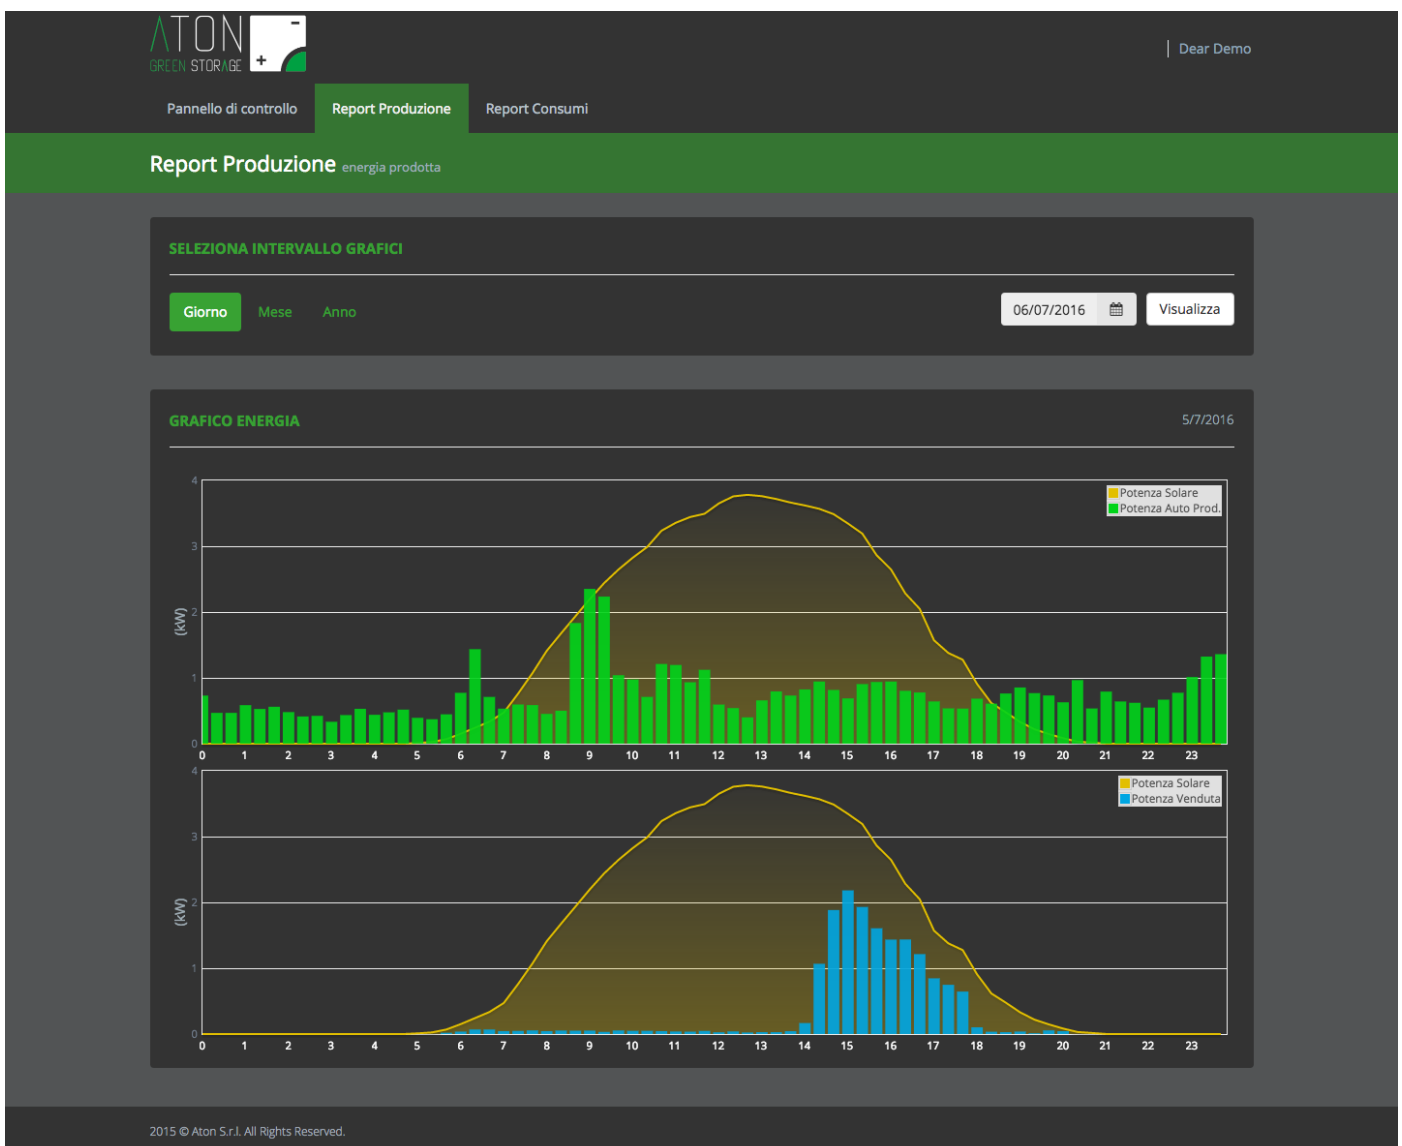 ATON
GREEN STORAGE
- +
| Dear Demo
Pannello di controllo Report Produzione Report Consumi
Report Produzione energia prodotta
SELEZIONA INTERVALLO GRAFICI
Giorno Mese Anno 06/07/2016 Visualizza
GRAFICO ENERGIA 5/7/2016
Potenza Solare
Potenza Auto Prod.
4
3
2
1
0
(kW)
0 1 2 3 4 5 6 7 8 9 10 11 12 13 14 15 16 17 18 19 20 21 22 23
Potenza Solare
Potenza Venduta
4
3
2
1
0
(kW)
0 1 2 3 4 5 6 7 8 9 10 11 12 13 14 15 16 17 18 19 20 21 22 23
2015 © Aton S.r.l. All Rights Reserved.